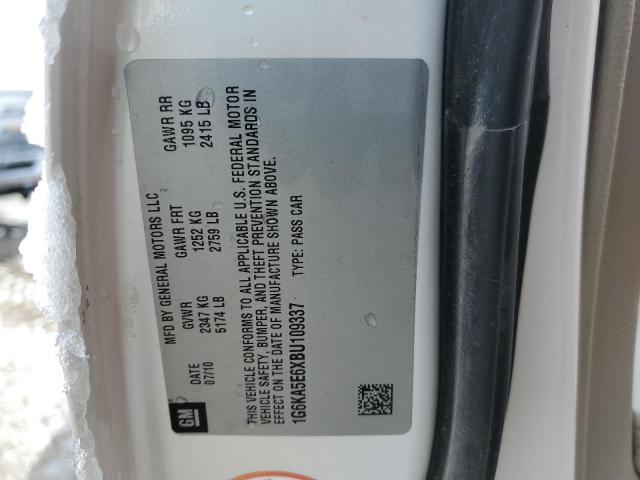 GM
MFD BY GENERAL MOTORS LLC
DATE GVWR GAWR FRT GAWR RR
07/10 2347 KG 1252 KG 1095 KG
5174 LB 2759 LB 2415 LB
THIS VEHICLE CONFORMS TO ALL APPLICABLE U.S. FEDERAL MOTOR
VEHICLE SAFETY, BUMPER, AND THEFT PREVENTION STANDARDS IN
EFFECT ON THE DATE OF MANUFACTURE SHOWN ABOVE.
1G6KA5E6XBU109337 TYPE: PASS CAR